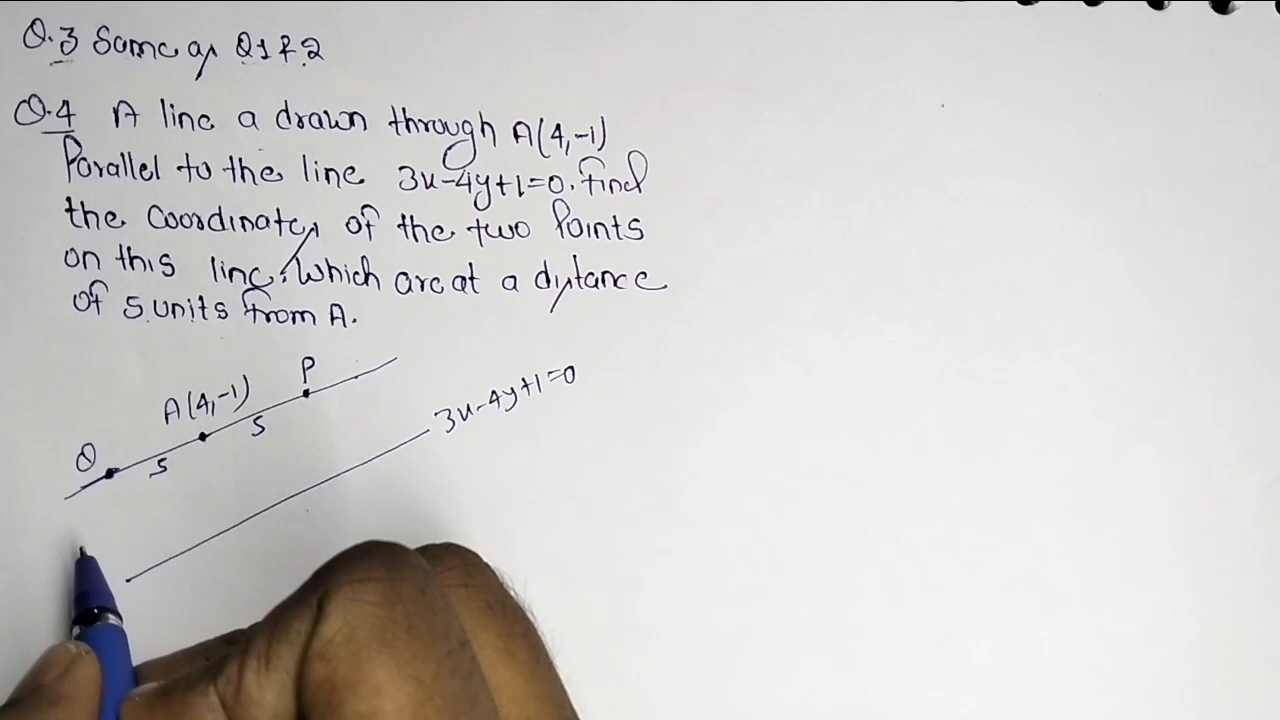 Q.3 Same as Q1 & 2
Q.4 A line a drawn through A(4,-1)
Parallel to the line 3x-4y+1=0. Find
the Coordinates of the two Points
on this line, which are at a distance
of 5 units from A.
P
A(4,-1)
3x-4y+1=0
5
Q
5